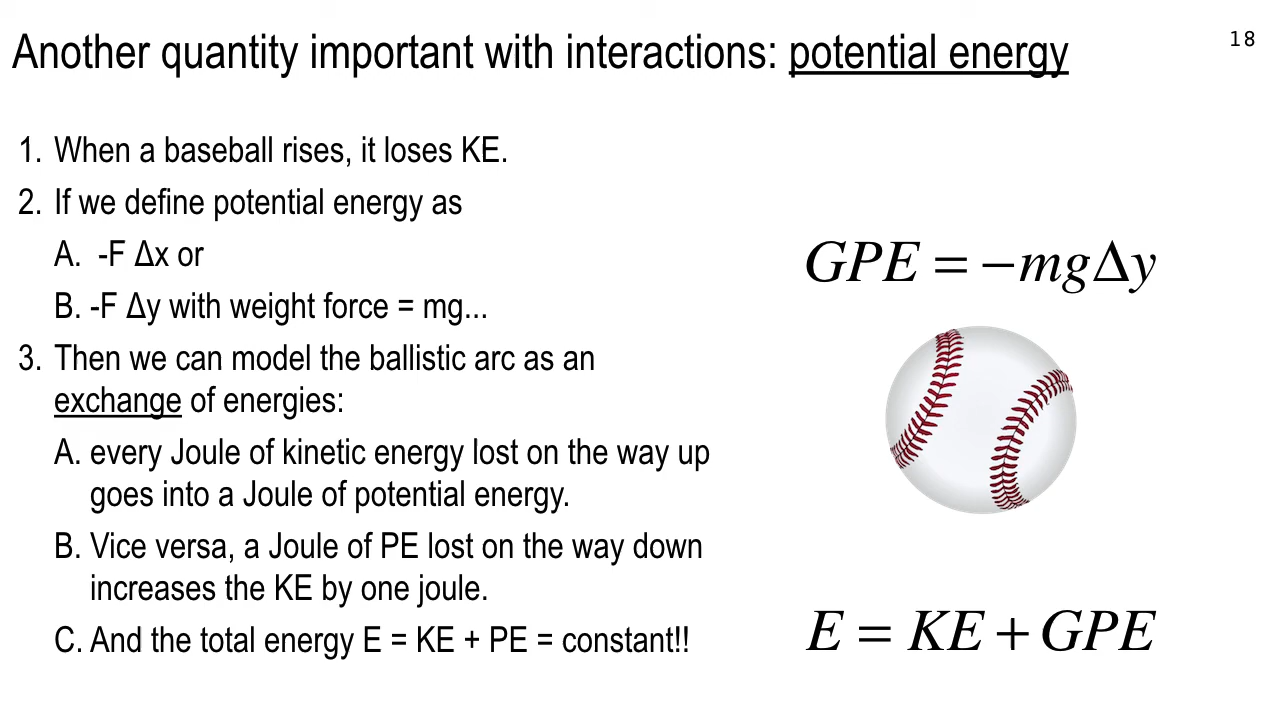 Another quantity important with interactions: potential energy
18
1. When a baseball rises, it loses KE.
2. If we define potential energy as
A. -F Δx or
B. -F Δy with weight force = mg...
3. Then we can model the ballistic arc as an
exchange of energies:
A. every Joule of kinetic energy lost on the way up
goes into a Joule of potential energy.
B. Vice versa, a Joule of PE lost on the way down
increases the KE by one joule.
C. And the total energy E = KE + PE = constant!!
GPE = −mgΔy
E = KE + GPE